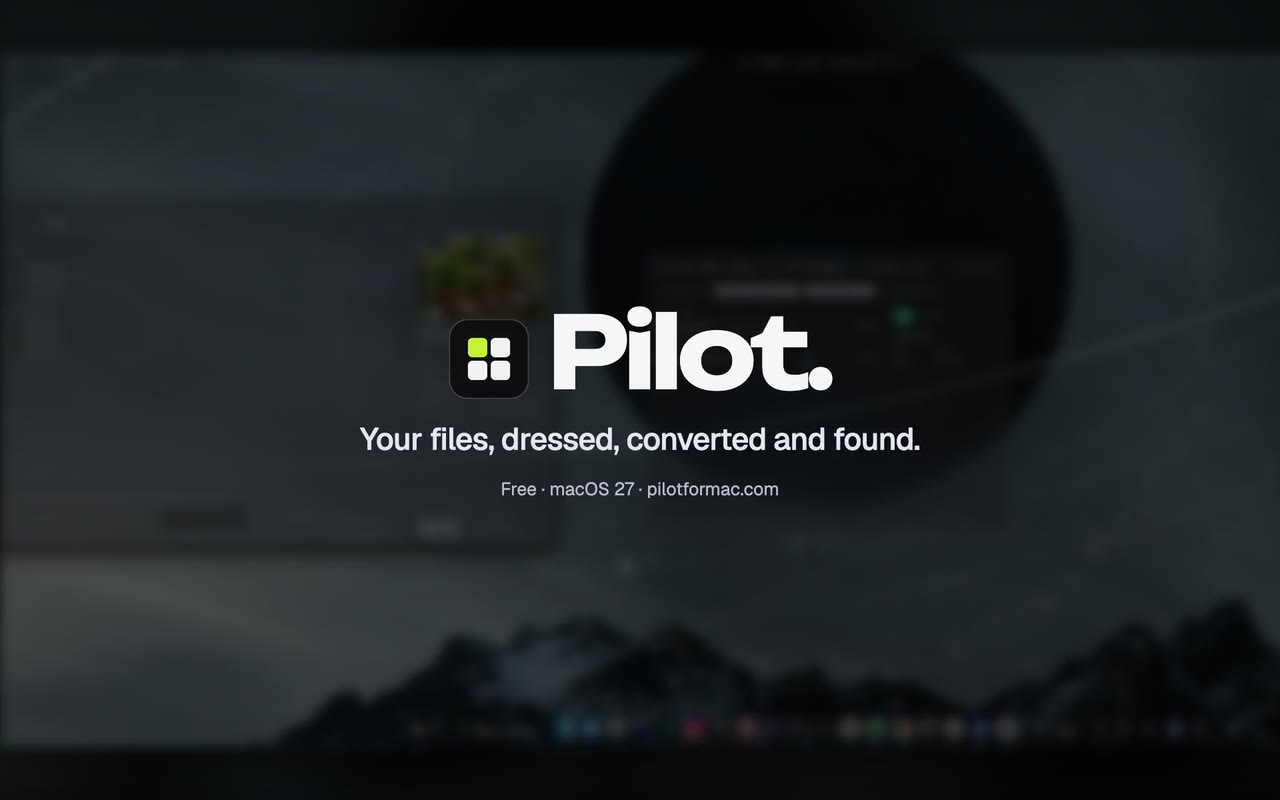 Pilot.
Your files, dressed, converted and found.
Free · macOS 27 · pilotformac.com